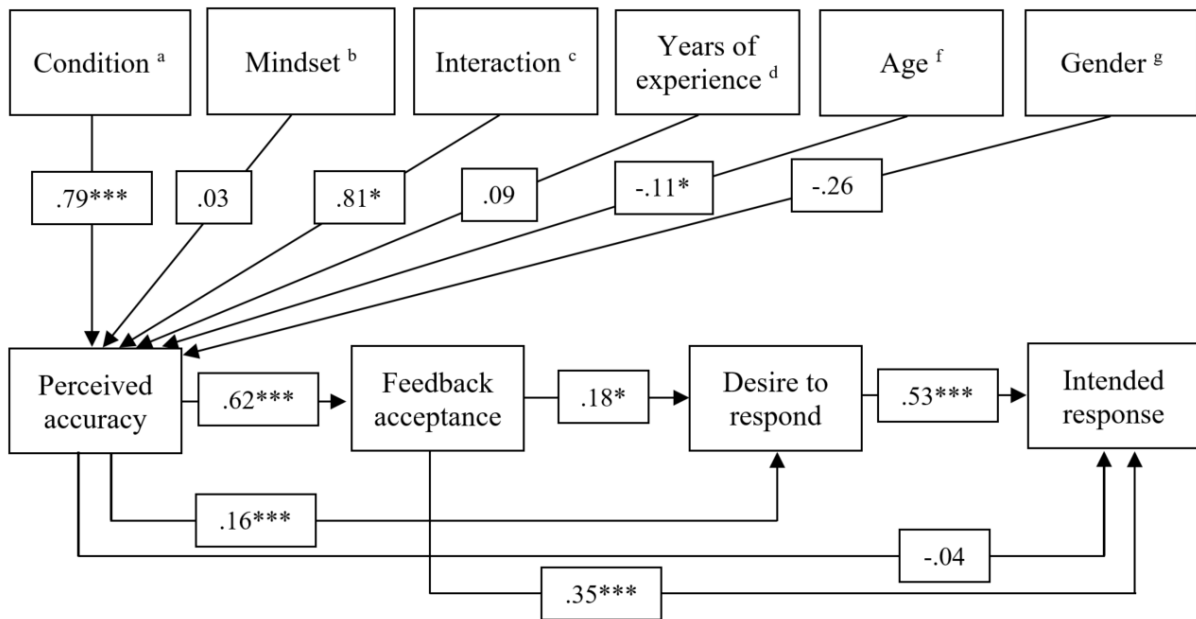 Condition a
Mindset b
Interaction c
Years of
experience d
Age f
Gender g
.79***
.03
.81*
.09
-.11*
-.26
Perceived
accuracy
.62***
Feedback
acceptance
.18*
Desire to
respond
.53***
Intended
response
.16***
-.04
.35***